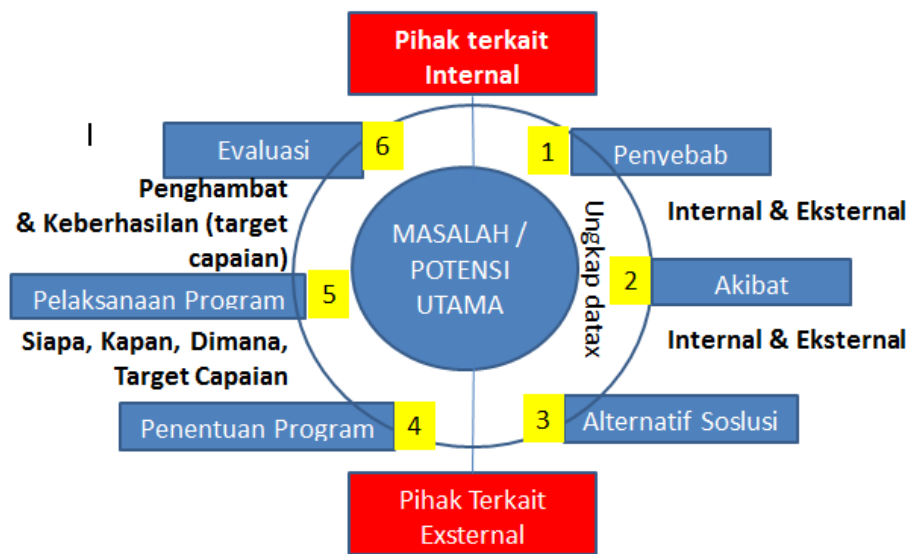 Pihak terkait
Internal
6
Evaluasi
1
Penyebab
Penghambat
& Keberhasilan (target
capaian)
MASALAH /
POTENSI
UTAMA
Ungkap datax
Internal & Eksternal
Pelaksanaan Program
5
2
Akibat
Siapa, Kapan, Dimana,
Target Capaian
Internal & Eksternal
Penentuan Program
4
3
Alternatif Soslusi
Pihak Terkait
Exsternal